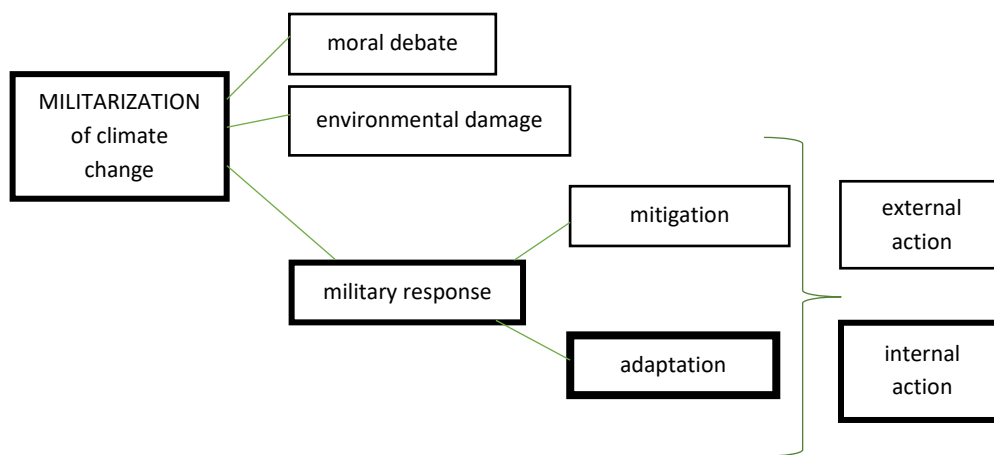 moral debate
MILITARIZATION
of climate
change
environmental damage
mitigation
external
action
military response
adaptation
internal
action